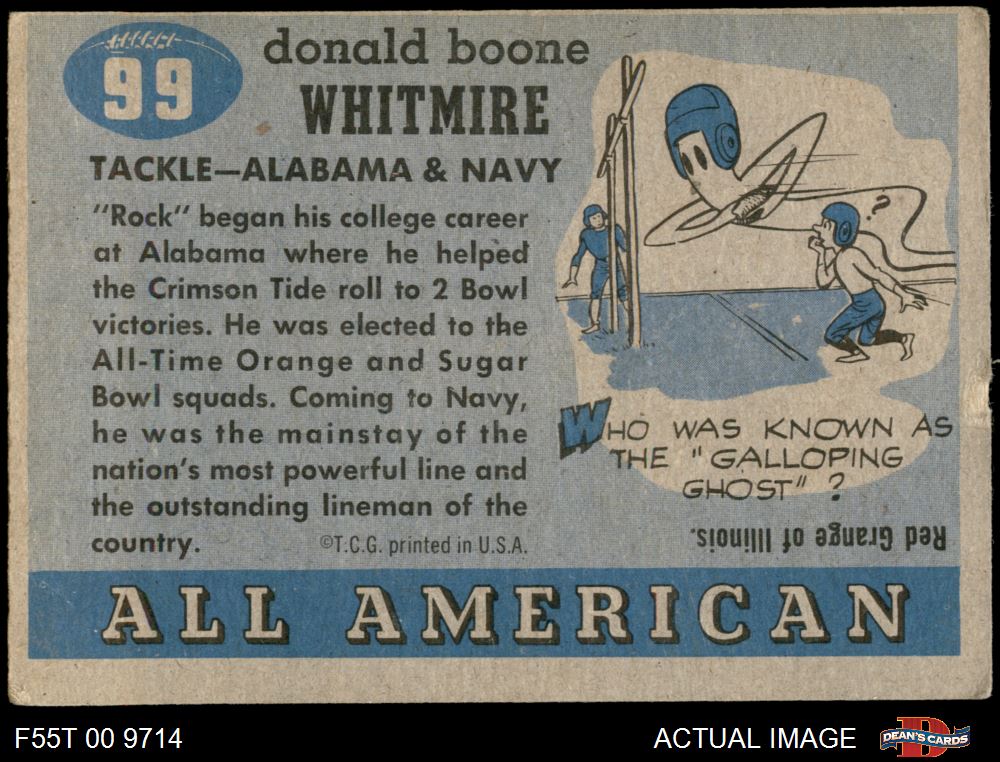 99
donald boone
WHITMIRE
TACKLE—ALABAMA & NAVY
"Rock" began his college career
at Alabama where he helped
the Crimson Tide roll to 2 Bowl
victories. He was elected to the
All-Time Orange and Sugar
Bowl squads. Coming to Navy,
he was the mainstay of the
nation's most powerful line and
the outstanding lineman of the
country.
©T.C.G. printed in U.S.A.
?
WHO WAS KNOWN AS
THE "GALLOPING
GHOST" ?
Red Grange of Illinois.
ALL AMERICAN
F55T 00 9714
ACTUAL IMAGE
D
DEAN'S CARDS